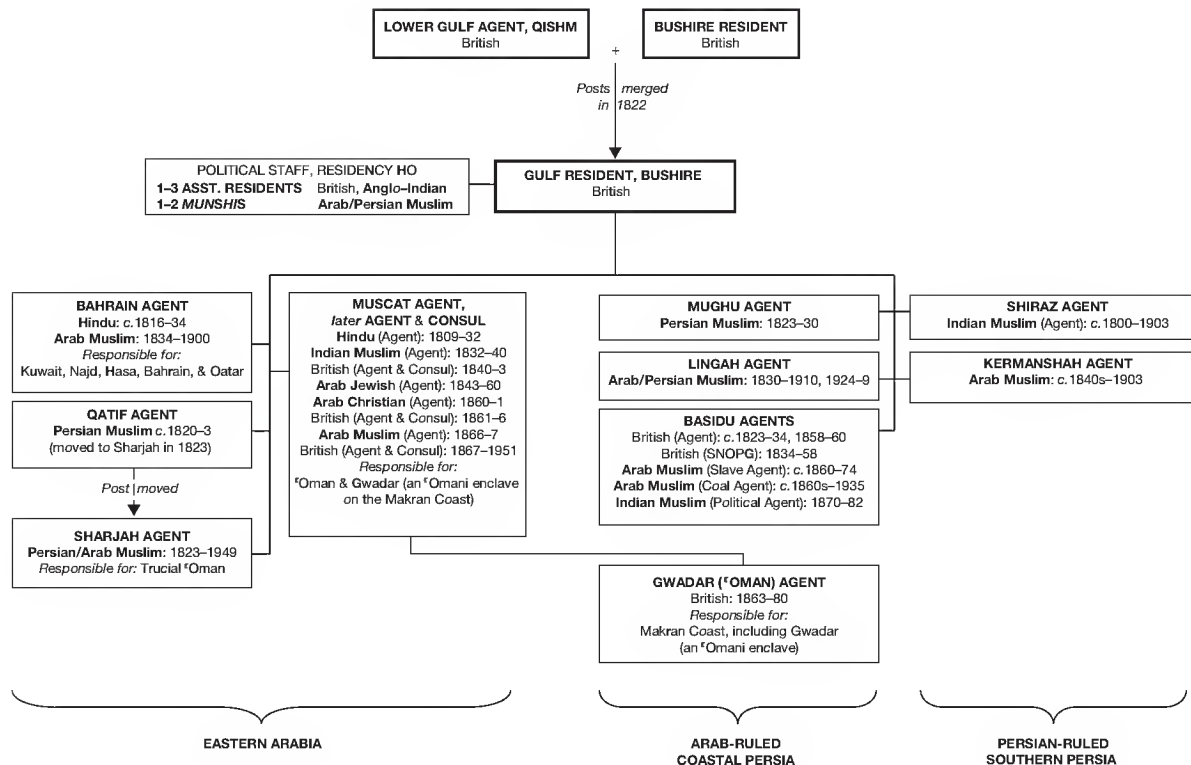 LOWER GULF AGENT, QISHM
British
+
BUSHIRE RESIDENT
British
Posts merged
in 1822
POLITICAL STAFF, RESIDENCY HQ
1–3 ASST. RESIDENTS British, Anglo–Indian
1–2 MUNSHIS Arab/Persian Muslim
GULF RESIDENT, BUSHIRE
British
BAHRAIN AGENT
Hindu: c.1816–34
Arab Muslim: 1834–1900
Responsible for:
Kuwait, Najd, Hasa, Bahrain, & Qatar
QATIF AGENT
Persian Muslim c.1820–3
(moved to Sharjah in 1823)
Post moved
SHARJAH AGENT
Persian/Arab Muslim: 1823–1949
Responsible for: Trucial ʿOman
MUSCAT AGENT,
later AGENT & CONSUL
Hindu (Agent): 1809–32
Indian Muslim (Agent): 1832–40
British (Agent & Consul): 1840–3
Arab Jewish (Agent): 1843–60
Arab Christian (Agent): 1860–1
British (Agent & Consul): 1861–6
Arab Muslim (Agent): 1866–7
British (Agent & Consul): 1867–1951
Responsible for:
ʿOman & Gwadar (an ʿOmani enclave
on the Makran Coast)
MUGHU AGENT
Persian Muslim: 1823–30
LINGAH AGENT
Arab/Persian Muslim: 1830–1910, 1924–9
BASIDU AGENTS
British (Agent): c.1823–34, 1858–60
British (SNOPG): 1834–58
Arab Muslim (Slave Agent): c.1860–74
Arab Muslim (Coal Agent): c.1860s–1935
Indian Muslim (Political Agent): 1870–82
GWADAR (ʿOMAN) AGENT
British: 1863–80
Responsible for:
Makran Coast, including Gwadar
(an ʿOmani enclave)
SHIRAZ AGENT
Indian Muslim (Agent): c.1800–1903
KERMANSHAH AGENT
Arab Muslim: c.1840s–1903
EASTERN ARABIA
ARAB-RULED
COASTAL PERSIA
PERSIAN-RULED
SOUTHERN PERSIA